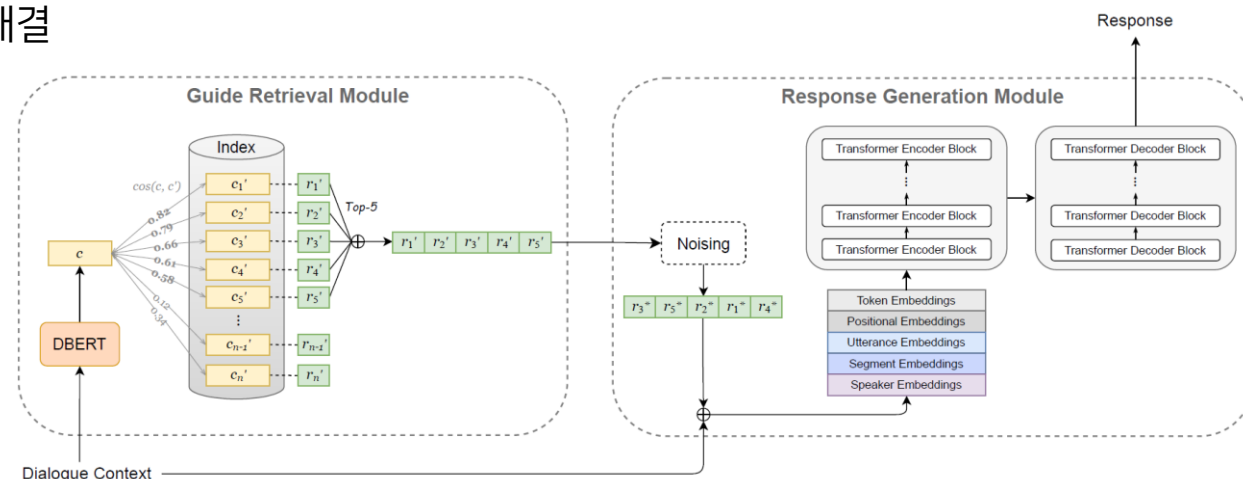 해결
Response
Guide Retrieval Module
Response Generation Module
Index
cos(c, c')
0.82
0.79
0.66
0.61
0.58
0.12
0.34
c
DBERT
c₁'
c₂'
c₃'
c₄'
c₅'
⋮
cₙ₋₁'
cₙ'
r₁'
r₂'
r₃'
r₄'
r₅'
rₙ₋₁'
rₙ'
Top-5
r₁' r₂' r₃' r₄' r₅'
Noising
r₃* r₅* r₂* r₁* r₄*
Transformer Encoder Block
⋮
Transformer Encoder Block
Transformer Encoder Block
Transformer Decoder Block
⋮
Transformer Decoder Block
Transformer Decoder Block
Token Embeddings
Positional Embeddings
Utterance Embeddings
Segment Embeddings
Speaker Embeddings
Dialogue Context